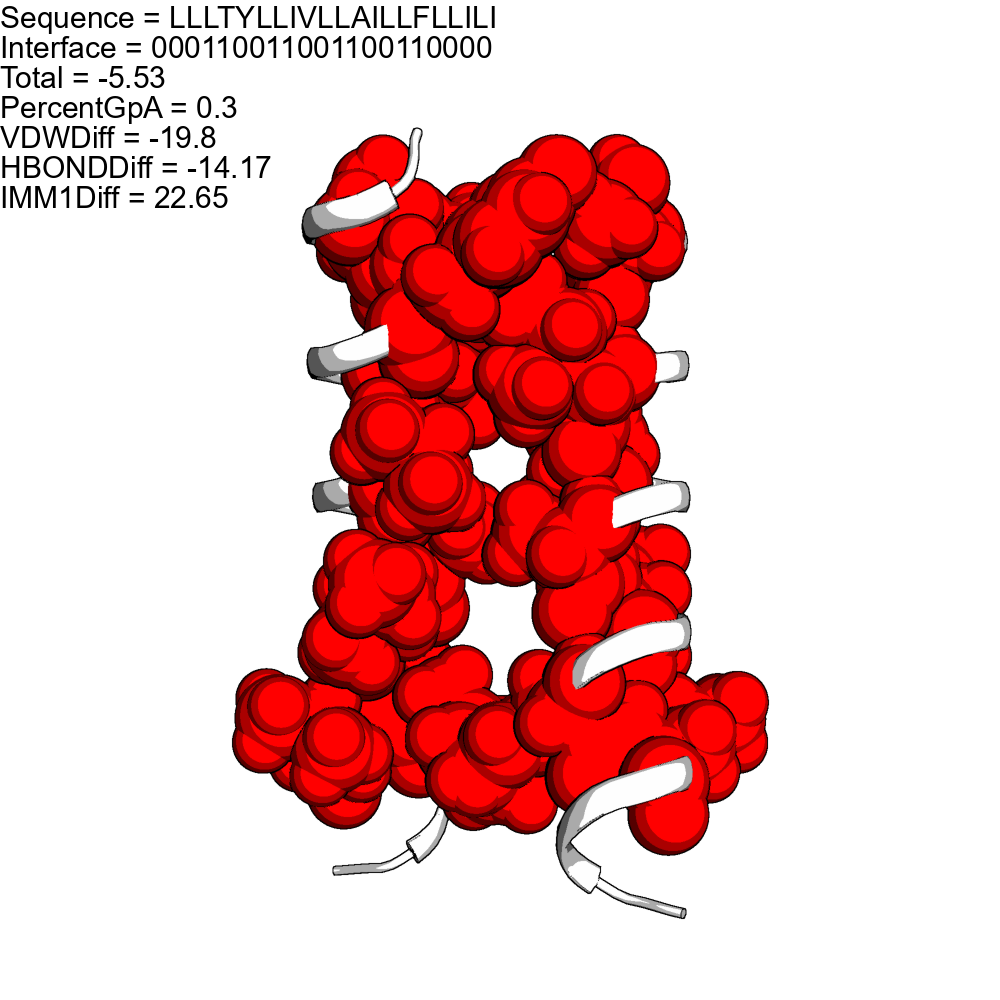 Sequence = LLLTYLLIVLLAILLFLLILI
Interface = 000110011001100110000
Total = -5.53
PercentGpA = 0.3
VDWDiff = -19.8
HBONDDiff = -14.17
IMM1Diff = 22.65